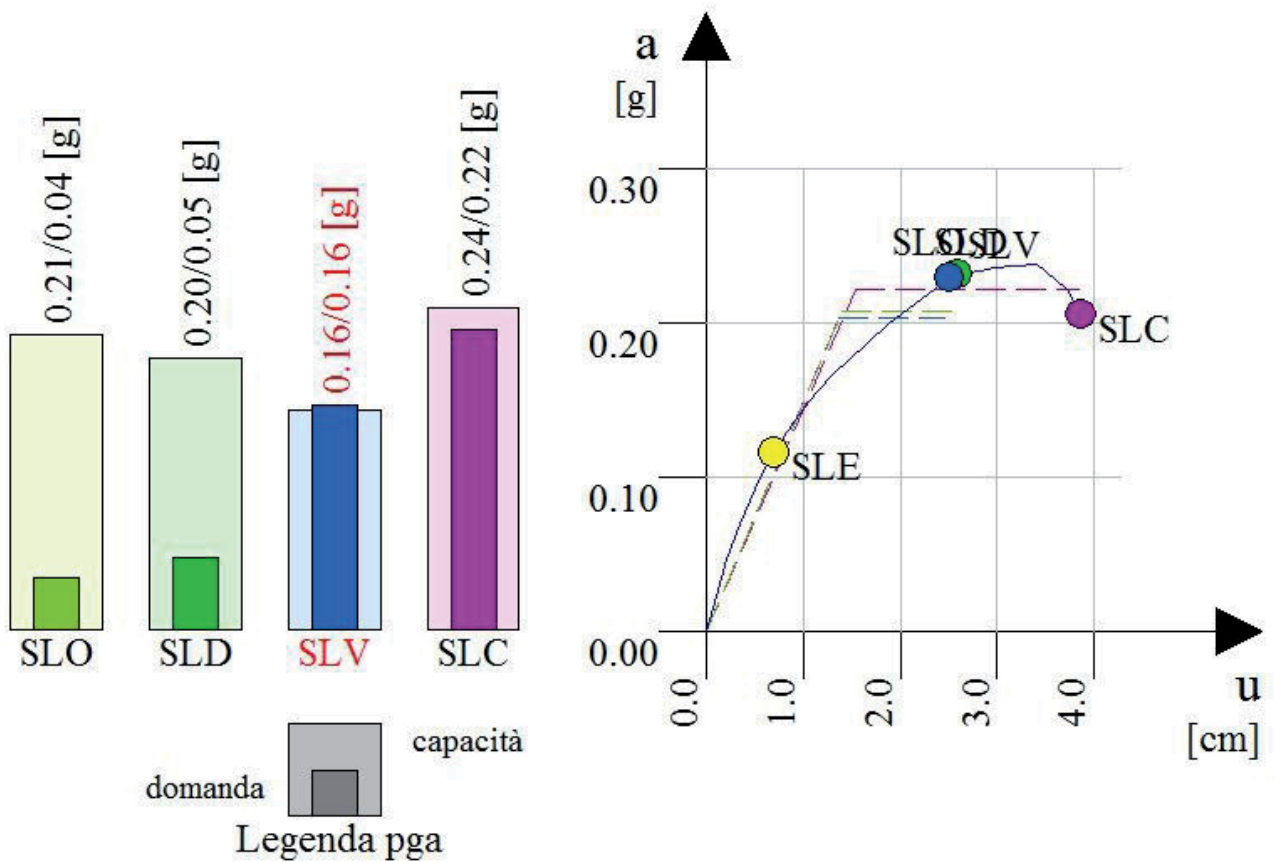 0.21/0.04 [g]
0.20/0.05 [g]
0.16/0.16 [g]
0.24/0.22 [g]
SLO
SLD
SLV
SLC
domanda
capacità
Legenda pga
a
[g]
0.30
0.20
0.10
0.00
SLO
SLD
SLV
SLC
SLE
0.0
1.0
2.0
3.0
4.0
u
[cm]